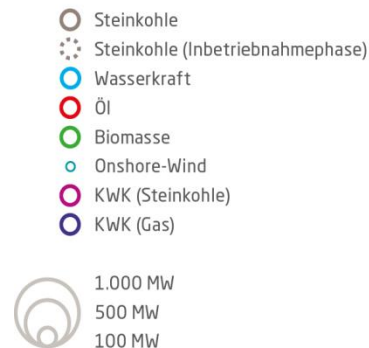 Steinkohle
Steinkohle (Inbetriebnahmephase)
Wasserkraft
Öl
Biomasse
Onshore-Wind
KWK (Steinkohle)
KWK (Gas)
1.000 MW
500 MW
100 MW